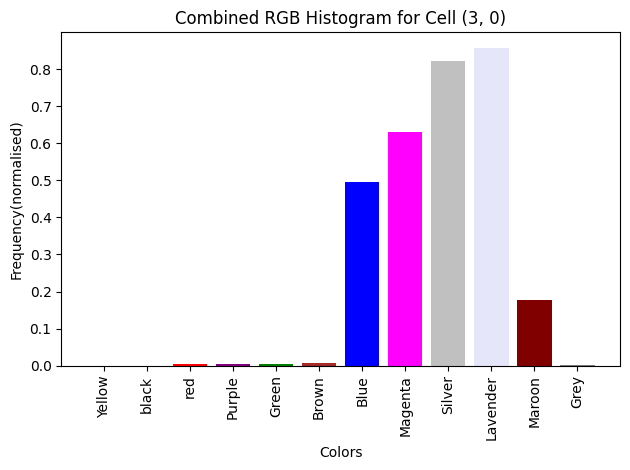 Combined RGB Histogram for Cell (3, 0)
Frequency(normalised)
0.8
0.7
0.6
0.5
0.4
0.3
0.2
0.1
0.0
Yellow
black
red
Purple
Green
Brown
Blue
Magenta
Silver
Lavender
Maroon
Grey
Colors